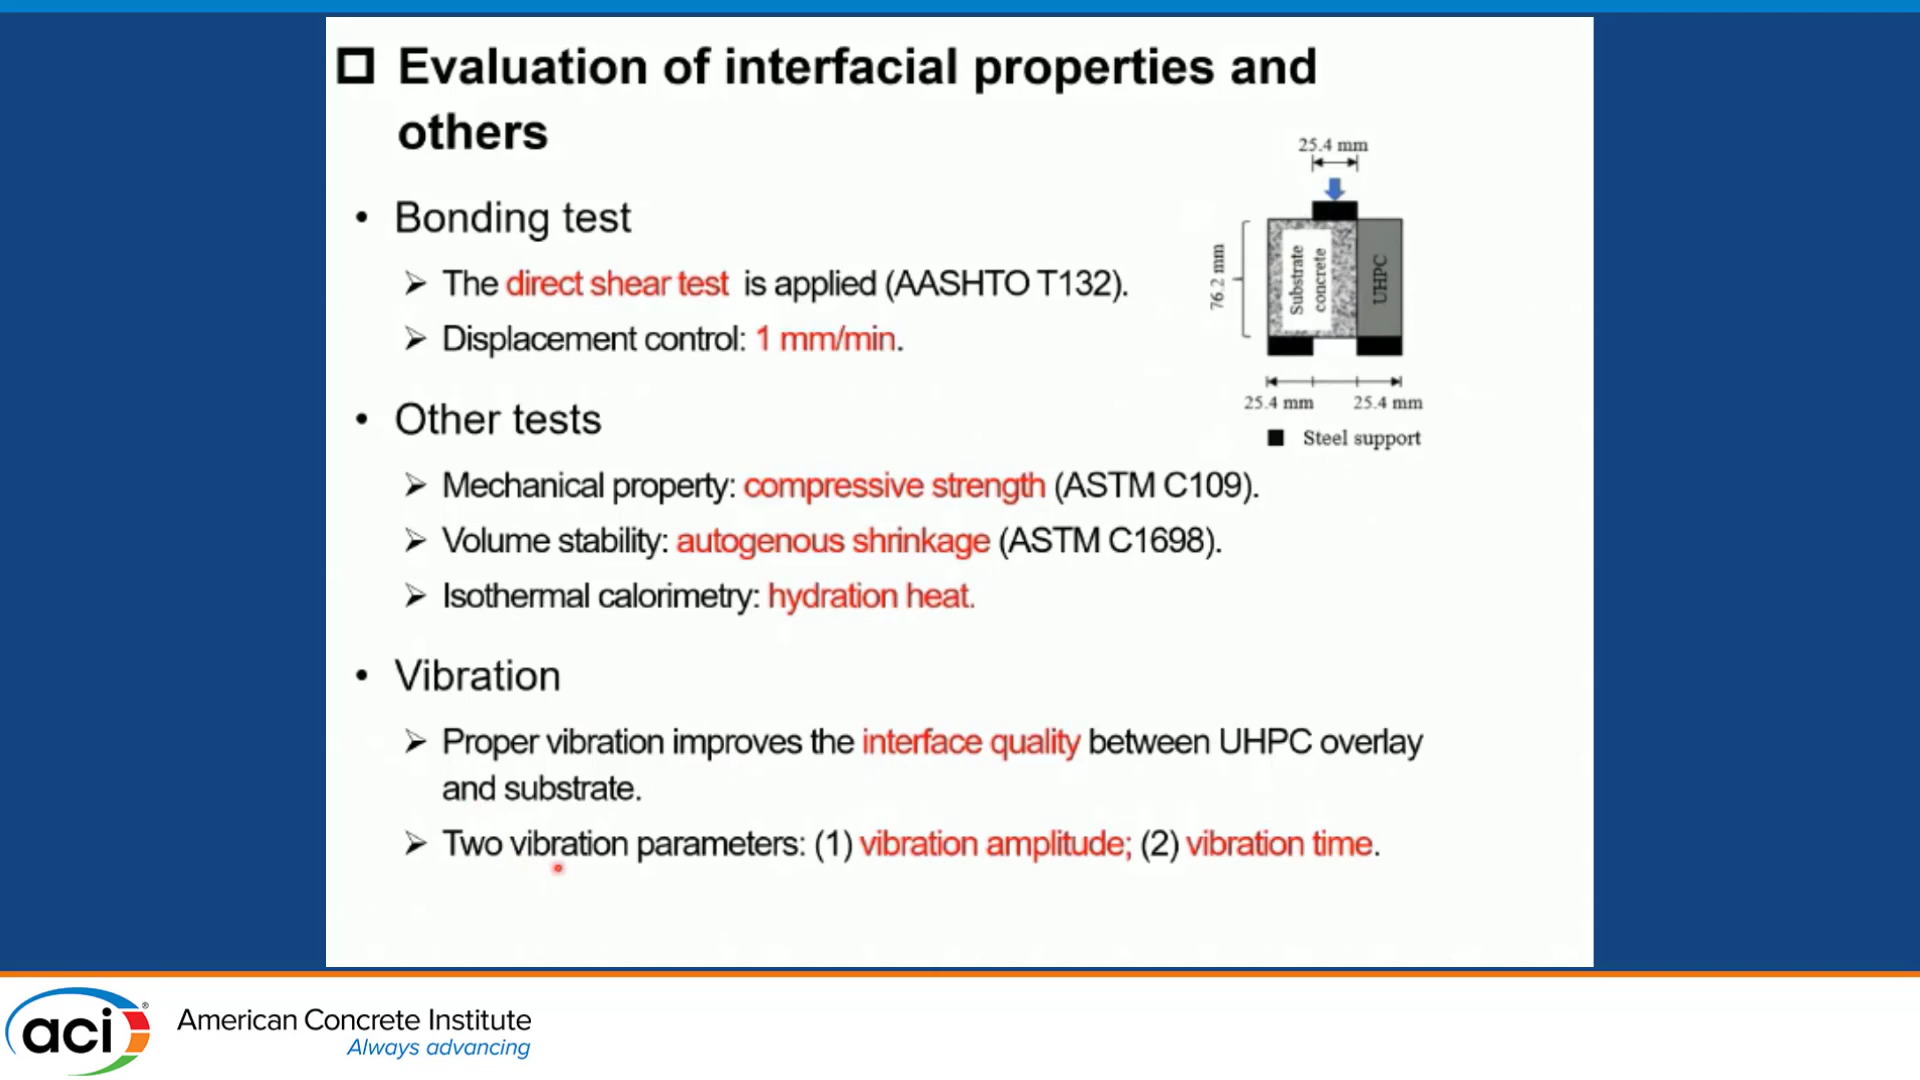 Evaluation of interfacial properties and
others
• Bonding test
➢ The direct shear test is applied (AASHTO T132).
➢ Displacement control: 1 mm/min.
25.4 mm
76.2 mm
Substrate
concrete
UHPC
25.4 mm 25.4 mm
Steel support
• Other tests
➢ Mechanical property: compressive strength (ASTM C109).
➢ Volume stability: autogenous shrinkage (ASTM C1698).
➢ Isothermal calorimetry: hydration heat.
• Vibration
➢ Proper vibration improves the interface quality between UHPC overlay
and substrate.
➢ Two vibration parameters: (1) vibration amplitude; (2) vibration time.
aci®
American Concrete Institute
Always advancing